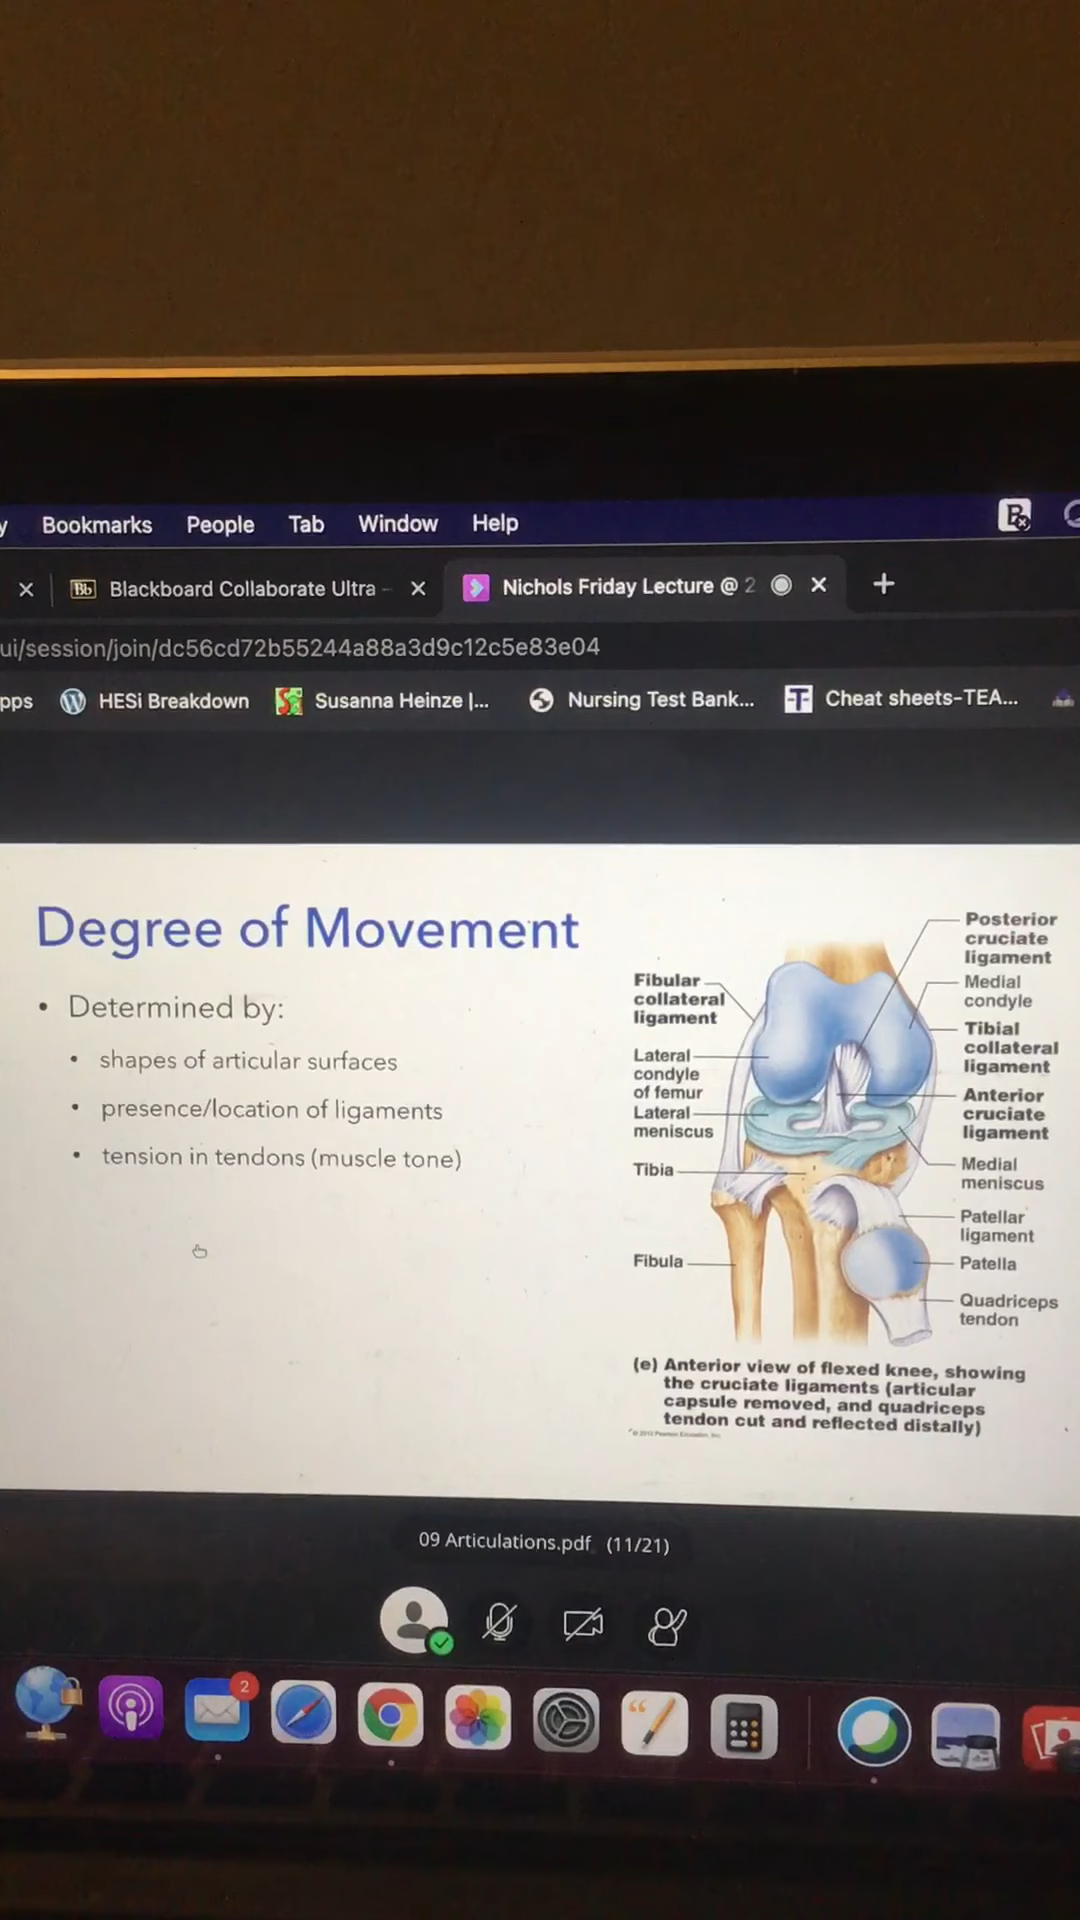 y Bookmarks People Tab Window Help
Bb Blackboard Collaborate Ultra - Nichols Friday Lecture @ 2
ui/session/join/dc56cd72b55244a88a3d9c12c5e83e04
pps HESi Breakdown Susanna Heinze |... Nursing Test Bank... Cheat sheets-TEA...
Degree of Movement
• Determined by:
• shapes of articular surfaces
• presence/location of ligaments
• tension in tendons (muscle tone)
Fibular
collateral
ligament
Lateral
condyle
of femur
Lateral
meniscus
Tibia
Fibula
Posterior
cruciate
ligament
Medial
condyle
Tibial
collateral
ligament
Anterior
cruciate
ligament
Medial
meniscus
Patellar
ligament
Patella
Quadriceps
tendon
(e) Anterior view of flexed knee, showing
the cruciate ligaments (articular
capsule removed, and quadriceps
tendon cut and reflected distally)
Pearson Education, Inc.
09 Articulations.pdf (11/21)
2